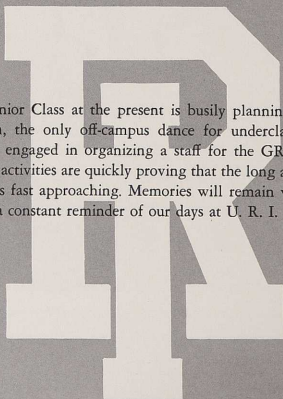 nior Class at the present is busily plannin
, the only off-campus dance for undercla
engaged in organizing a staff for the GR
activities are quickly proving that the long a
s fast approaching. Memories will remain
a constant reminder of our days at U. R. I.